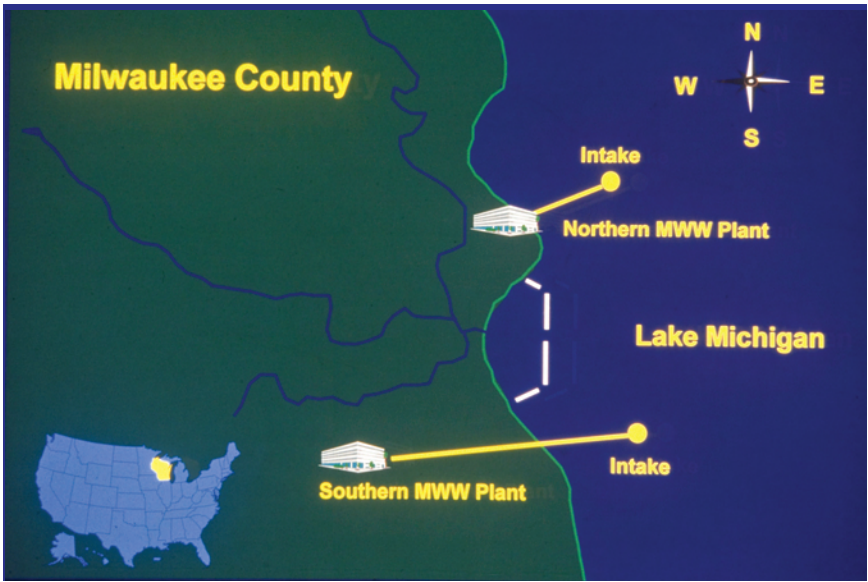 Milwaukee County
N
W E
S
Intake
Northern MWW Plant
Lake Michigan
Intake
Southern MWW Plant